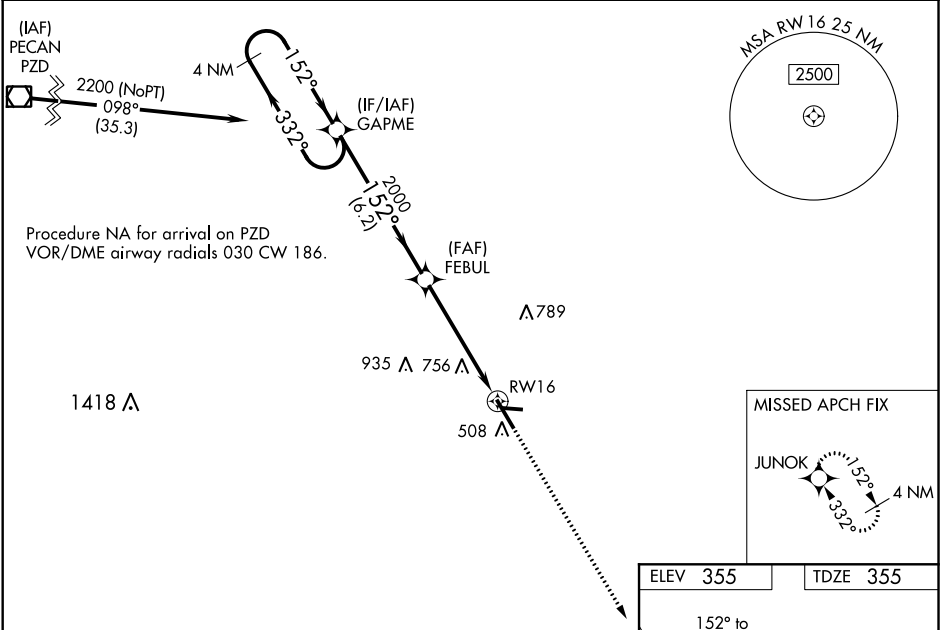 (IAF)
PECAN
PZD
2200 (NoPT)
098°
(35.3)
4 NM
152°
332°
(IF/IAF)
GAPME
2000
152°
(6.2)
MSA RW 16 25 NM
2500
Procedure NA for arrival on PZD
VOR/DME airway radials 030 CW 186.
(FAF)
FEBUL
789
935
756
RW16
1418
508
MISSED APCH FIX
JUNOK
152°
332°
4 NM
ELEV 355
TDZE 355
152° to